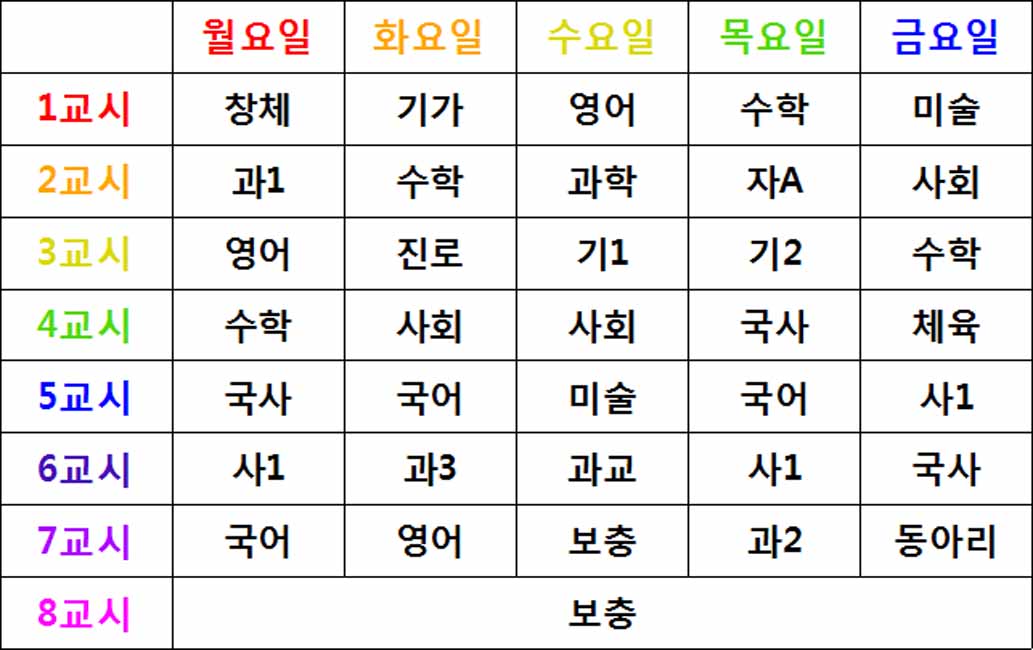 월요일 화요일 수요일 목요일 금요일
1교시 창체 기가 영어 수학 미술
2교시 과1 수학 과학 자A 사회
3교시 영어 진로 기1 기2 수학
4교시 수학 사회 사회 국사 체육
5교시 국사 국어 미술 국어 사1
6교시 사1 과3 과교 사1 국사
7교시 국어 영어 보충 과2 동아리
8교시 보충